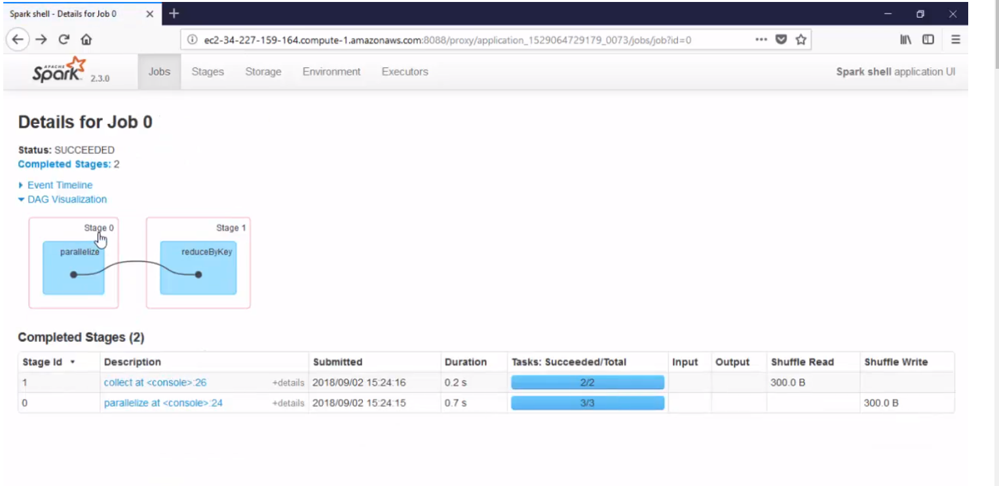 Spark shell - Details for Job 0
ec2-34-227-159-164.compute-1.amazonaws.com:8088/proxy/application_1529064729179_0073/jobs/job?id=0
APACHE Spark 2.3.0 Jobs Stages Storage Environment Executors Spark shell application UI
Details for Job 0
Status: SUCCEEDED
Completed Stages: 2
Event Timeline
DAG Visualization
Stage 0 Stage 1
parallelize reduceByKey
Completed Stages (2)
Stage Id Description Submitted Duration Tasks: Succeeded/Total Input Output Shuffle Read Shuffle Write
1 collect at <console>:26 +details 2018/09/02 15:24:16 0.2 s 2/2 300.0 B
0 parallelize at <console>:24 +details 2018/09/02 15:24:15 0.7 s 3/3 300.0 B